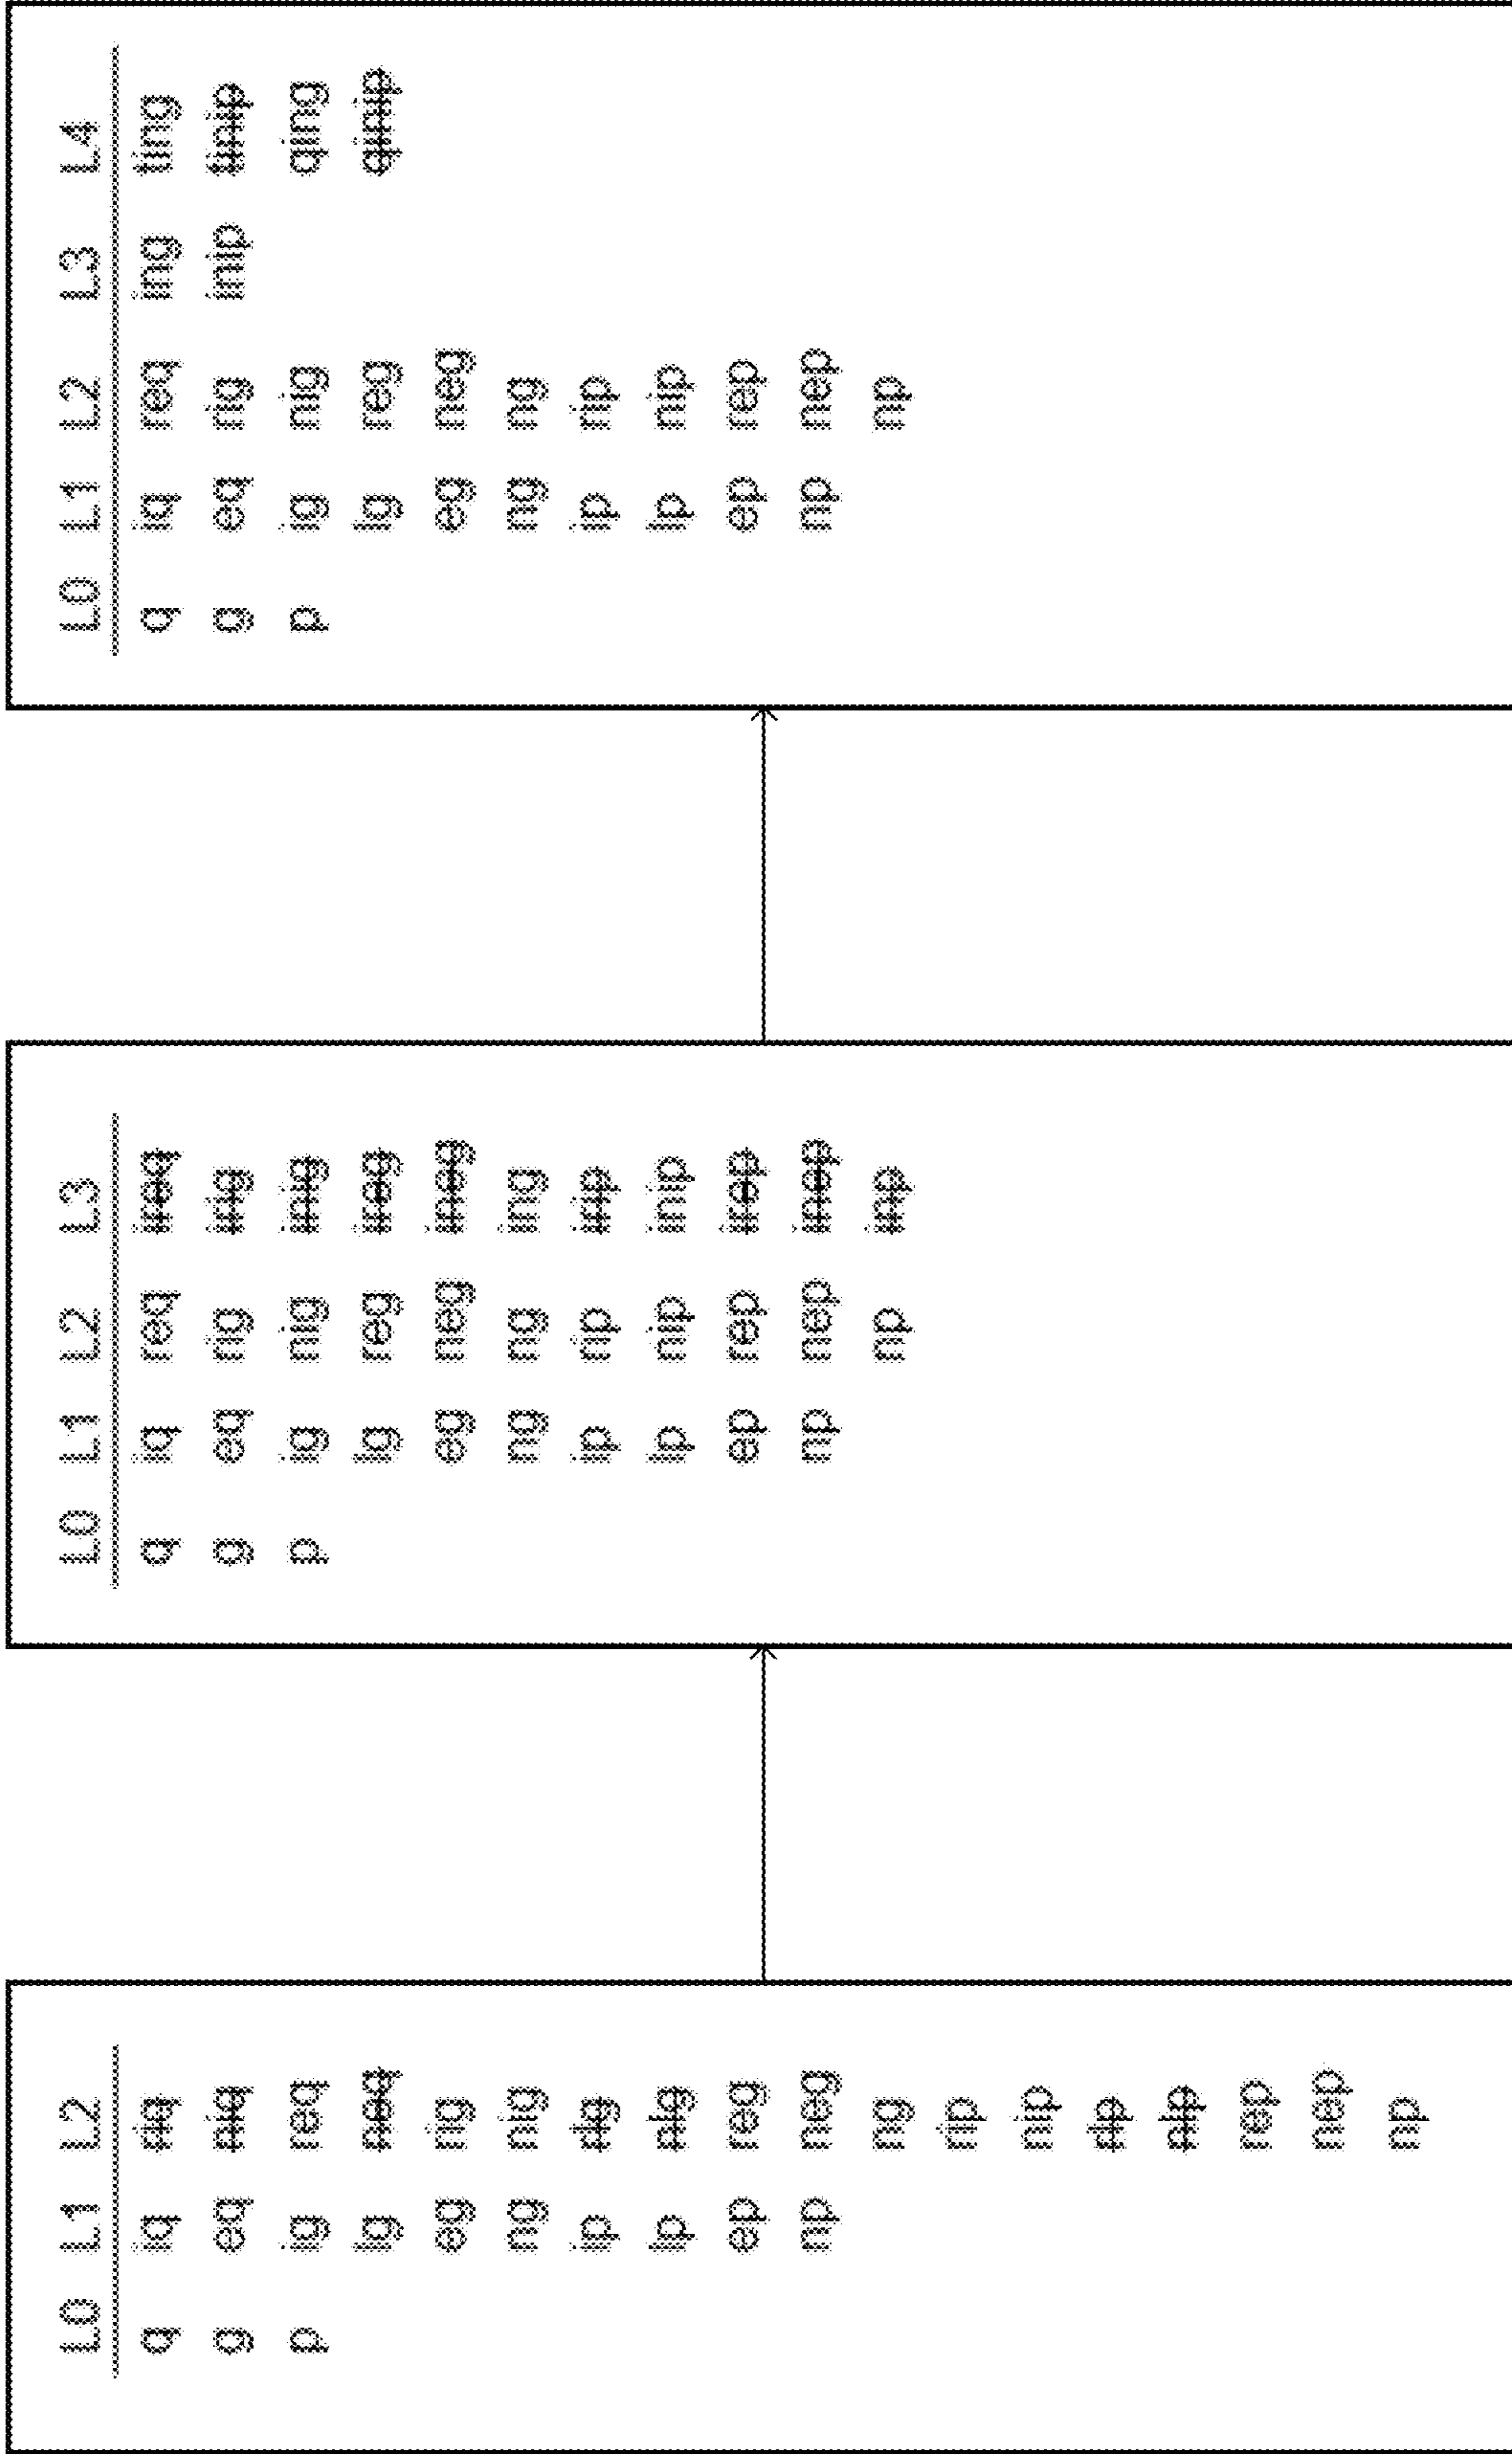 L0 L1 L2
q iq riq
g eq niq
p ig req
lg neq
eg rig
ng nig
ip rlg
lp nlg
ep reg
np neg
ng
rip
nip
rlp
nlp
rep
nep
np
L0 L1 L2 L3
q iq req ireq
g eq rig irig
p ig nig inig
lg reg ireg
eg neg ineg
ng ng ing
ip rip irip
lp nip inip
ep rep irep
np nep inep
np inp
L0 L1 L2 L3 L4
q iq req ing ting
g eq rig inip tinip
p ig nig qing
lg reg qinip
eg neg
ng ng
ip rip
lp nip
ep rep
np nep
np